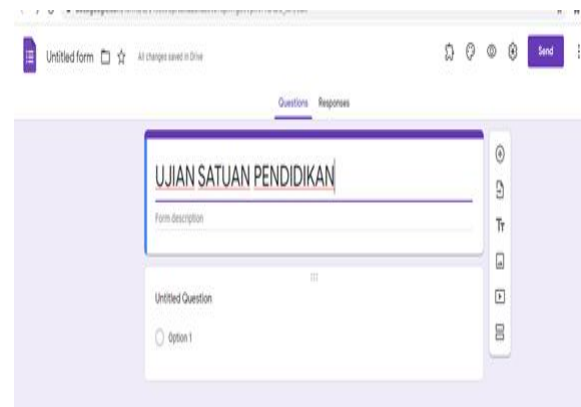 Untitled form
All changes saved in Drive
Send
Questions Responses
UJIAN SATUAN PENDIDIKAN
Form description
Tт
Untitled Question
Option 1